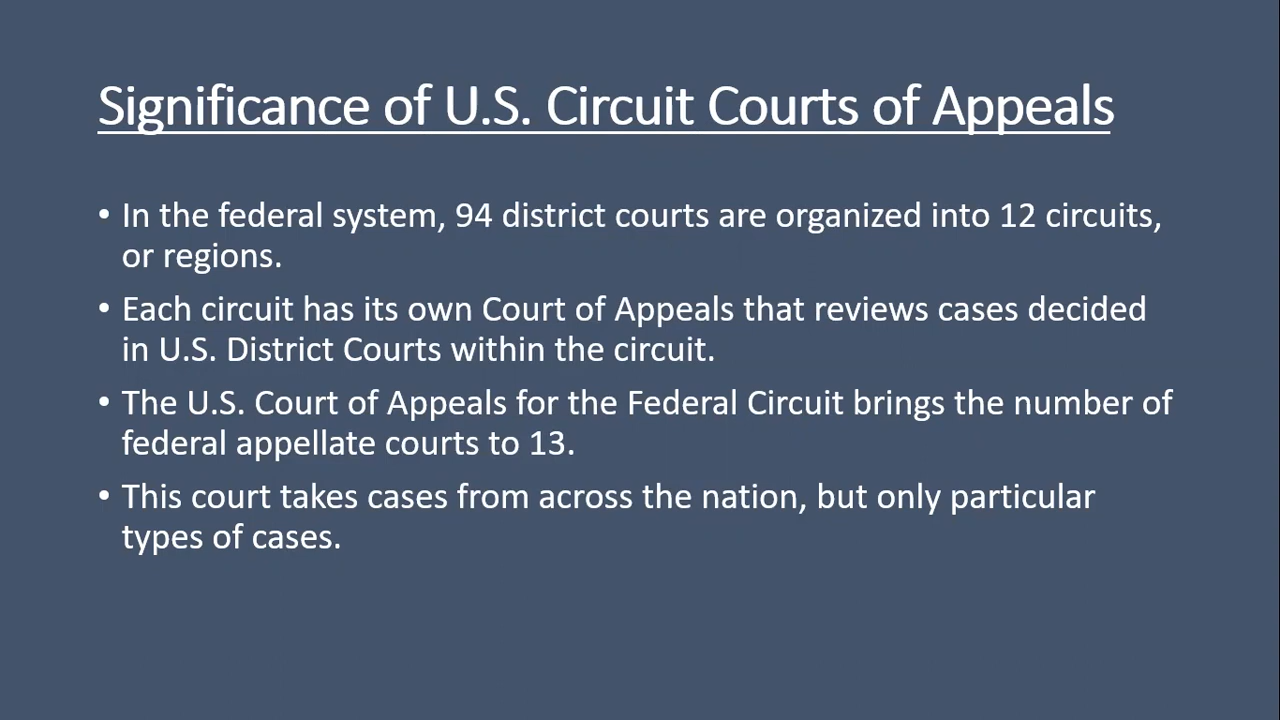 Significance of U.S. Circuit Courts of Appeals
• In the federal system, 94 district courts are organized into 12 circuits,
or regions.
• Each circuit has its own Court of Appeals that reviews cases decided
in U.S. District Courts within the circuit.
• The U.S. Court of Appeals for the Federal Circuit brings the number of
federal appellate courts to 13.
• This court takes cases from across the nation, but only particular
types of cases.